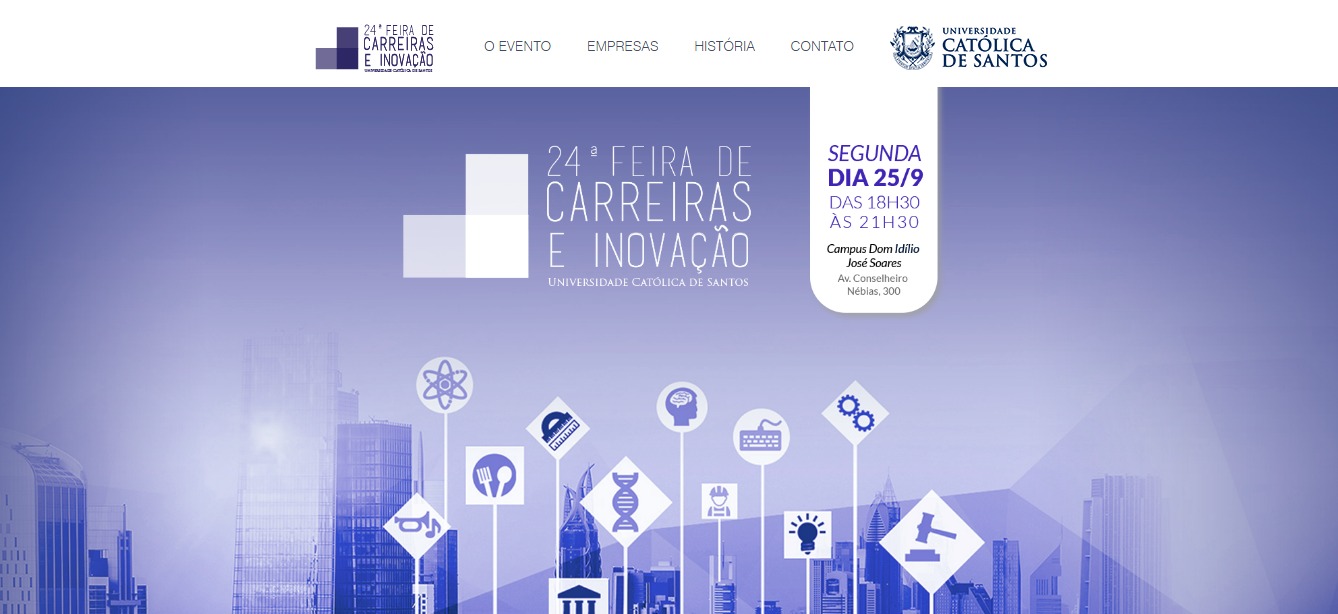 24ª FEIRA DE
CARREIRAS
E INOVAÇÃO
UNIVERSIDADE CATÓLICA DE SANTOS
O EVENTO
EMPRESAS
HISTÓRIA
CONTATO
UNIVERSIDADE
CATÓLICA
DE SANTOS
24ª FEIRA DE
CARREIRAS
E INOVAÇÃO
UNIVERSIDADE CATÓLICA DE SANTOS
SEGUNDA
DIA 25/9
DAS 18H30
ÀS 21H30
Campus Dom Idílio
José Soares
Av. Conselheiro
Nébias, 300